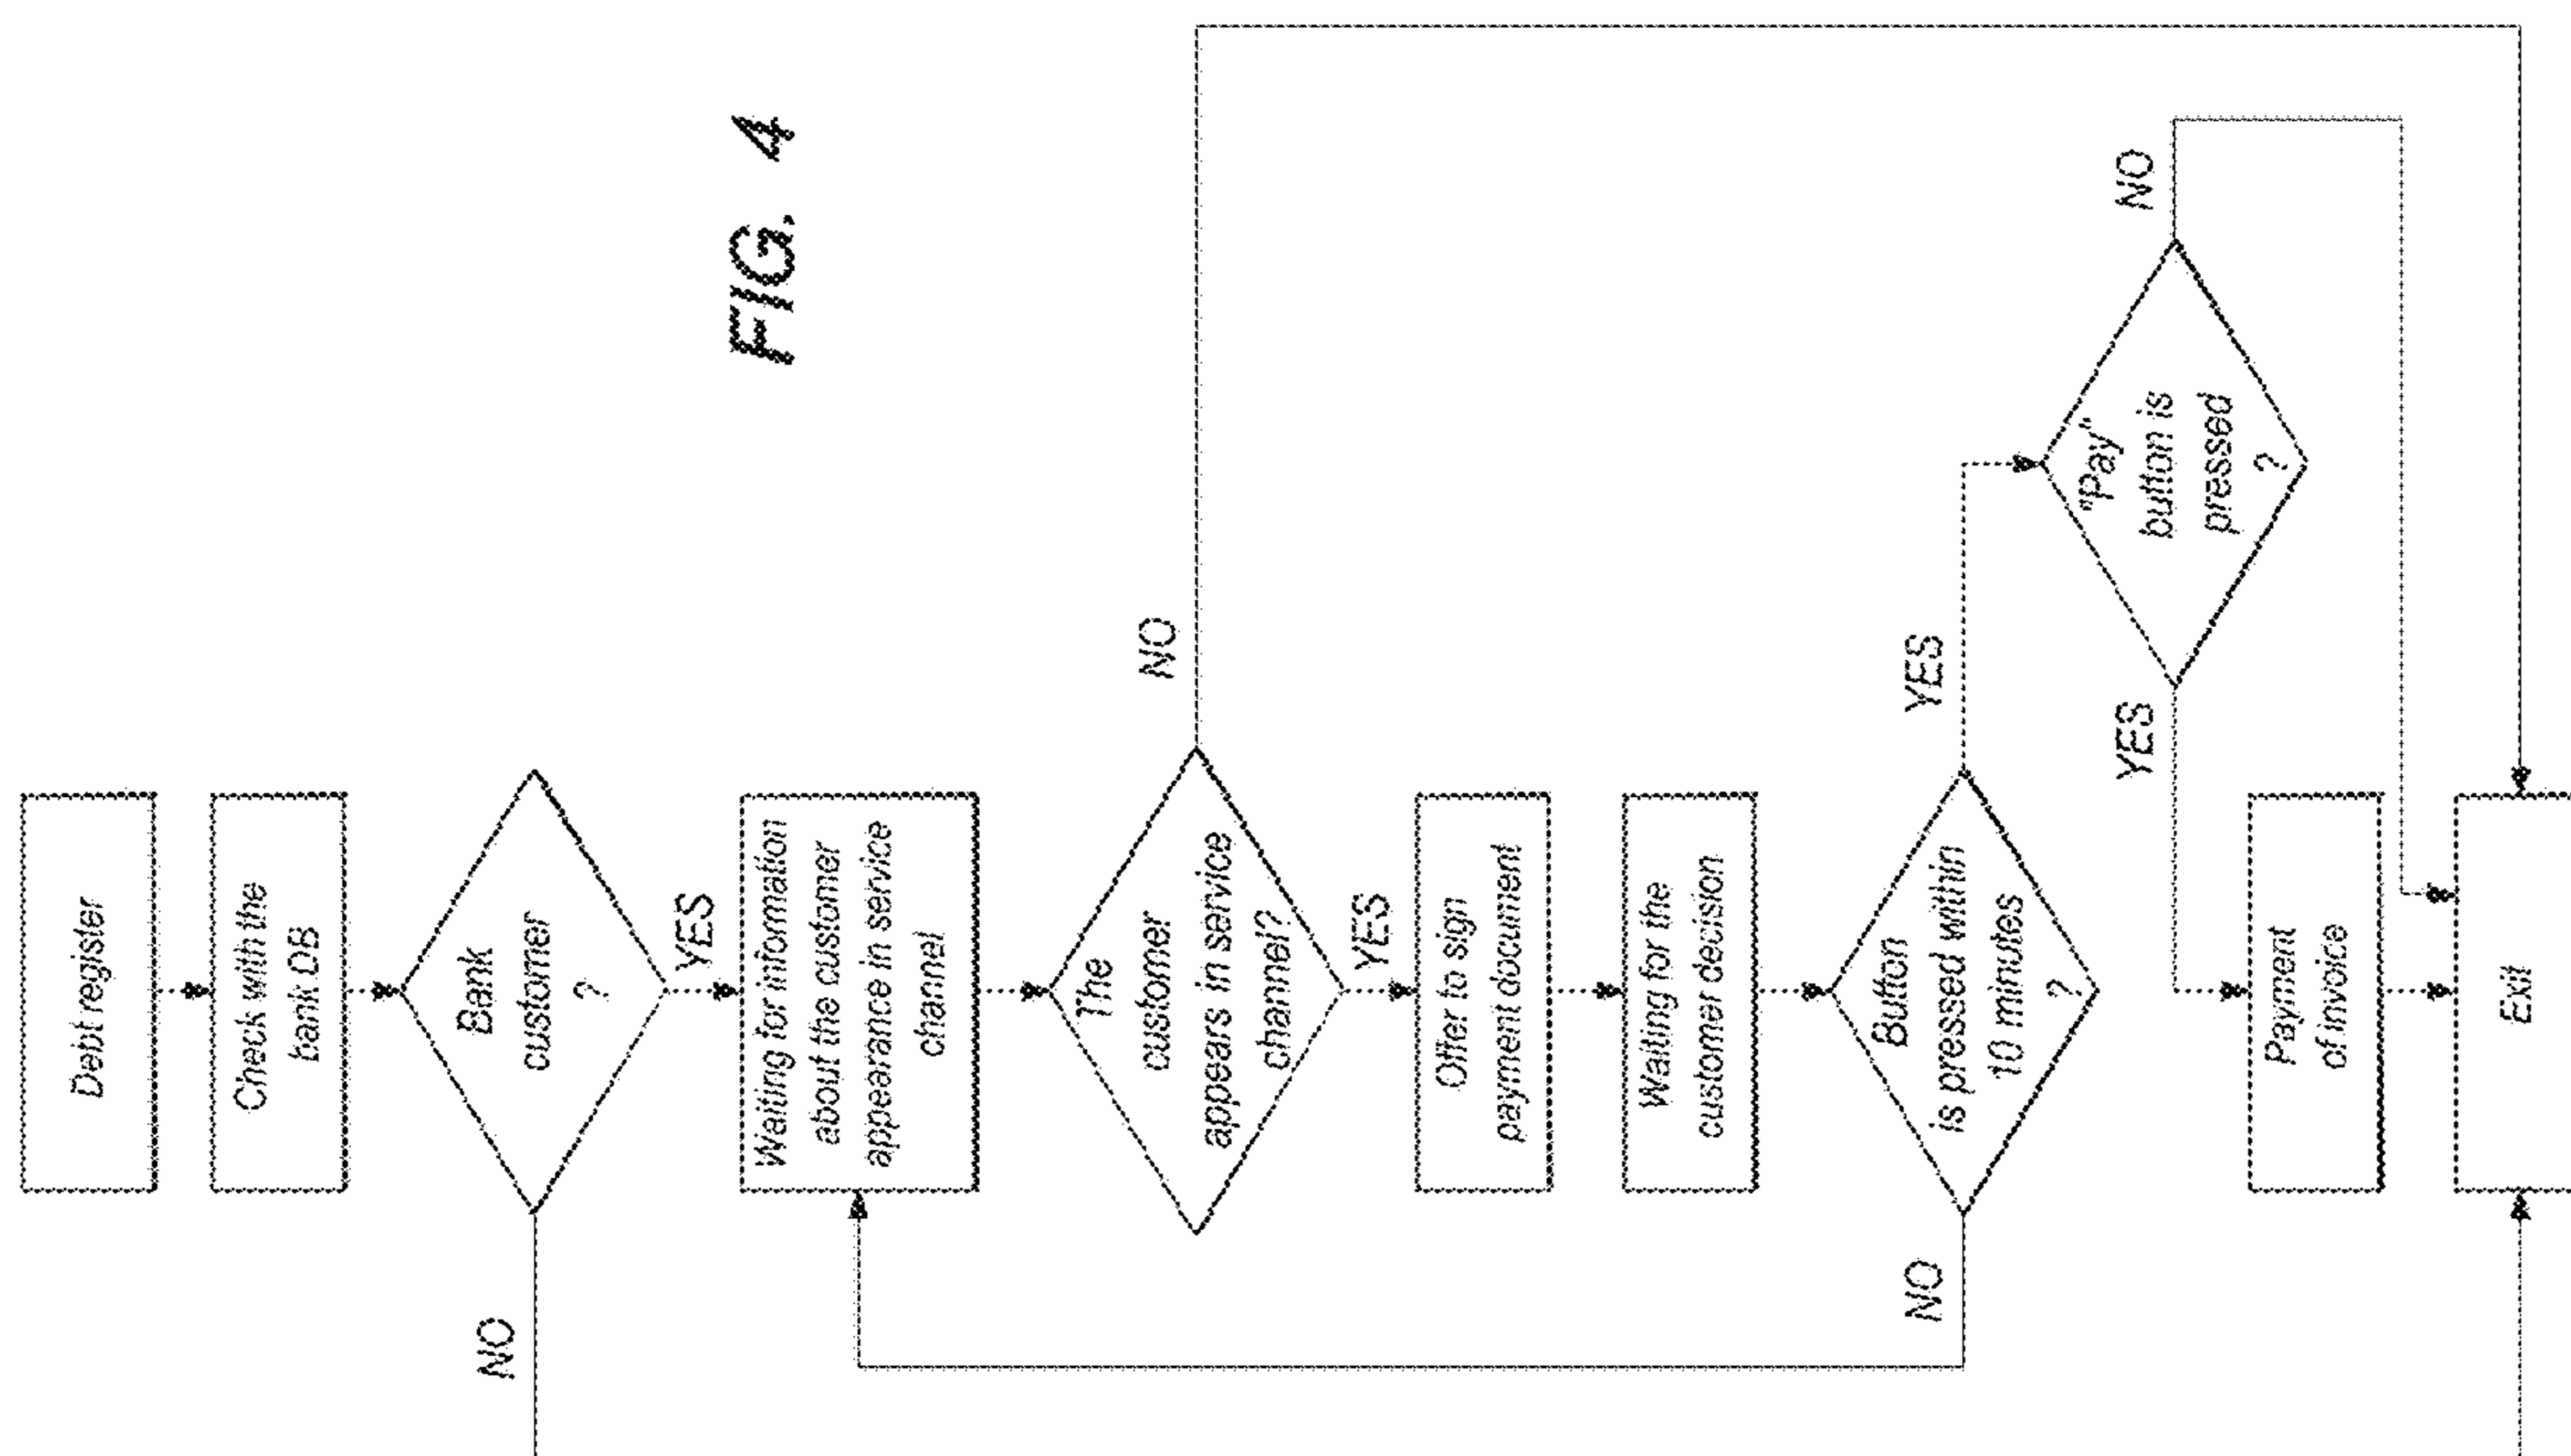 Debt register
Check with the
bank DB
Bank
customer
?
NO
YES
Waiting for information
about the customer
appearance in service
channel
FIG. 4
The
customer
appears in service
channel?
NO
YES
Offer to sign
payment document
Waiting for the
customer decision
Button
is pressed within
10 minutes
?
NO
YES
"Pay"
button is
pressed
?
YES
NO
Payment
of invoice
Exit